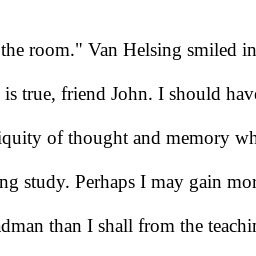 the room." Van Helsing smiled in
is true, friend John. I should hav
iquity of thought and memory wh
ng study. Perhaps I may gain mor
dman than I shall from the teachin